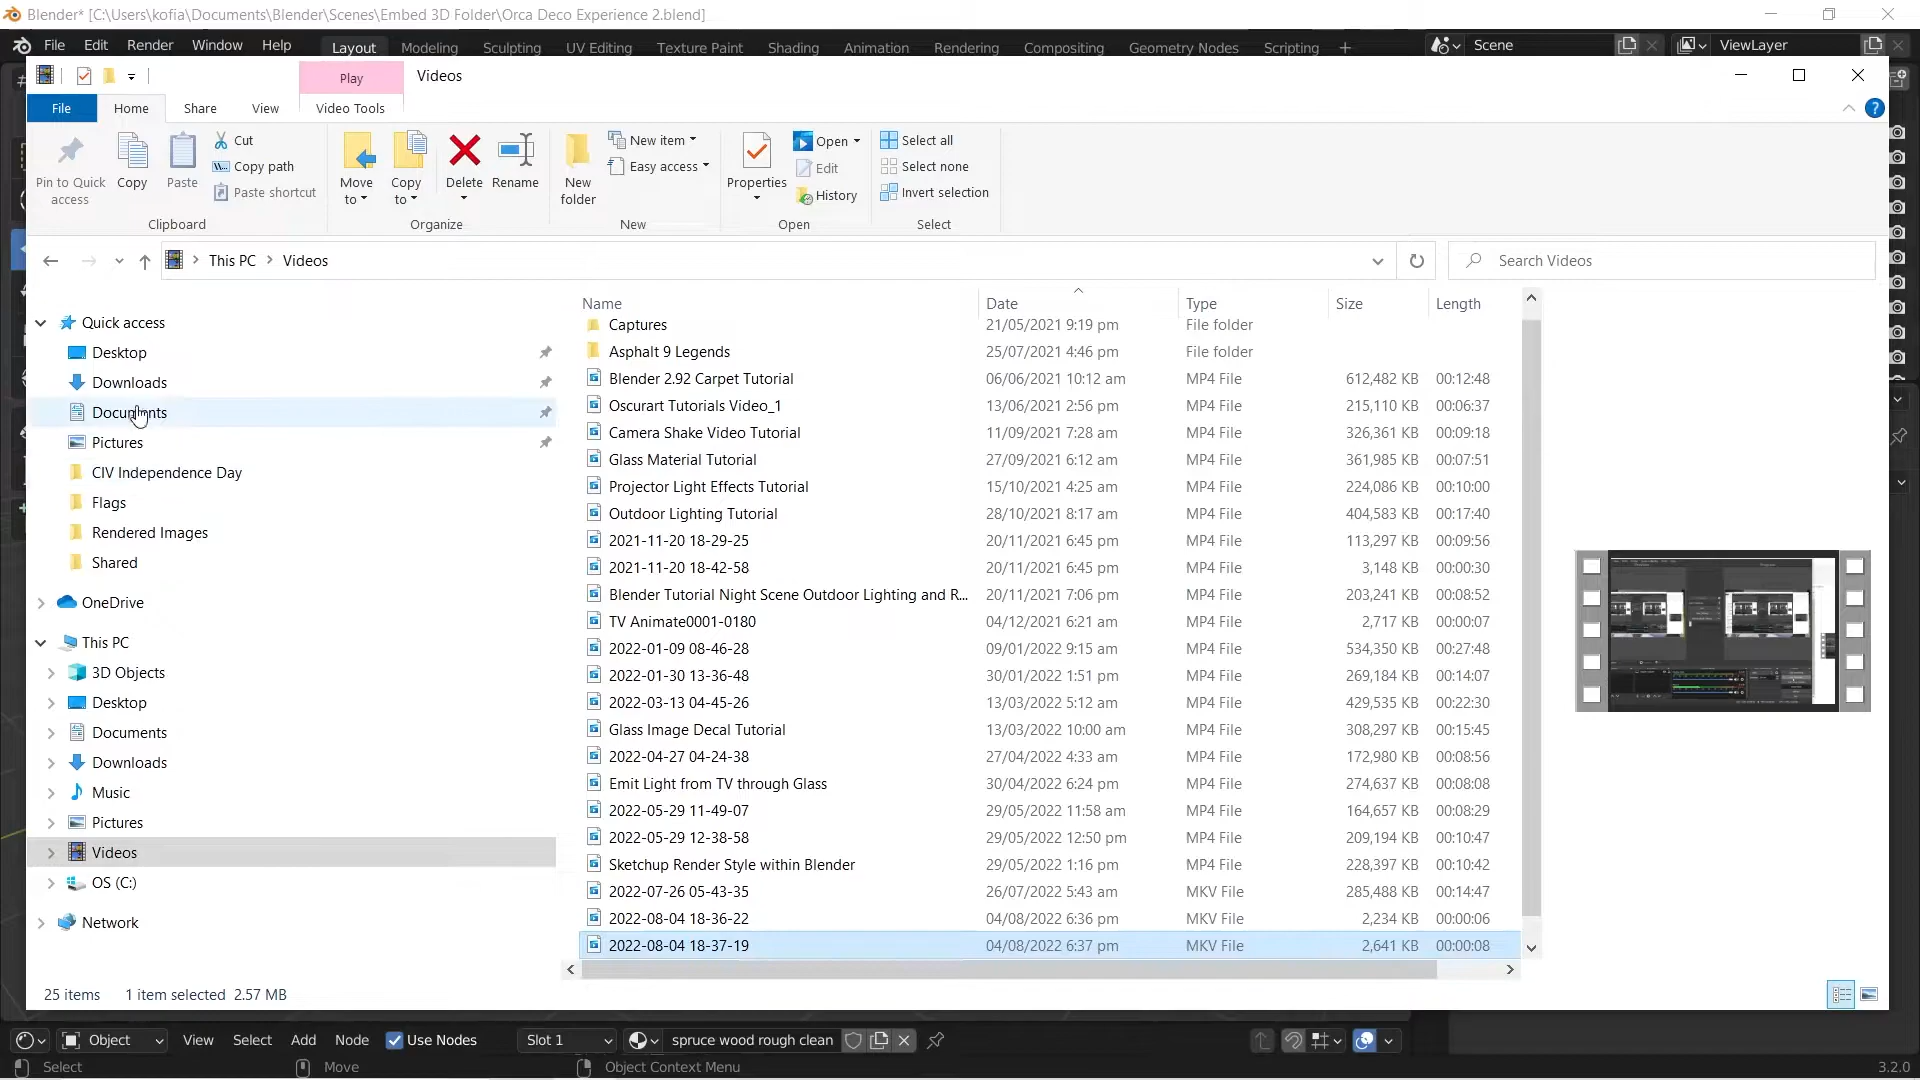 Blender* [C:\Users\kofia\Documents\Blender\Scenes\Embed 3D Folder\Orca Deco Experience 2.blend]
File Edit Render Window Help Layout Modeling Sculpting UV Editing Texture Paint Shading Animation Rendering Compositing Geometry Nodes Scripting + Scene ViewLayer
Play Videos
File Home Share View Video Tools
Pin to Quick access
Copy
Paste
Cut
Copy path
Paste shortcut
Clipboard
Move to
Copy to
Delete
Rename
Organize
New folder
New item
Easy access
New
Properties
Open
Edit
History
Open
Select all
Select none
Invert selection
Select
This PC > Videos
Search Videos
Quick access
Desktop
Downloads
Documents
Pictures
CIV Independence Day
Flags
Rendered Images
Shared
OneDrive
This PC
3D Objects
Desktop
Documents
Downloads
Music
Pictures
Videos
OS (C:)
Network
Name Date Type Size Length
Captures 21/05/2021 9:19 pm File folder
Asphalt 9 Legends 25/07/2021 4:46 pm File folder
Blender 2.92 Carpet Tutorial 06/06/2021 10:12 am MP4 File 612,482 KB 00:12:48
Oscurart Tutorials Video_1 13/06/2021 2:56 pm MP4 File 215,110 KB 00:06:37
Camera Shake Video Tutorial 11/09/2021 7:28 am MP4 File 326,361 KB 00:09:18
Glass Material Tutorial 27/09/2021 6:12 am MP4 File 361,985 KB 00:07:51
Projector Light Effects Tutorial 15/10/2021 4:25 am MP4 File 224,086 KB 00:10:00
Outdoor Lighting Tutorial 28/10/2021 8:17 am MP4 File 404,583 KB 00:17:40
2021-11-20 18-29-25 20/11/2021 6:45 pm MP4 File 113,297 KB 00:09:56
2021-11-20 18-42-58 20/11/2021 6:45 pm MP4 File 3,148 KB 00:00:30
Blender Tutorial Night Scene Outdoor Lighting and R... 20/11/2021 7:06 pm MP4 File 203,241 KB 00:08:52
TV Animate0001-0180 04/12/2021 6:21 am MP4 File 2,717 KB 00:00:07
2022-01-09 08-46-28 09/01/2022 9:15 am MP4 File 534,350 KB 00:27:48
2022-01-30 13-36-48 30/01/2022 1:51 pm MP4 File 269,184 KB 00:14:07
2022-03-13 04-45-26 13/03/2022 5:12 am MP4 File 429,535 KB 00:22:30
Glass Image Decal Tutorial 13/03/2022 10:00 am MP4 File 308,297 KB 00:15:45
2022-04-27 04-24-38 27/04/2022 4:33 am MP4 File 172,980 KB 00:08:56
Emit Light from TV through Glass 30/04/2022 6:24 pm MP4 File 274,637 KB 00:08:08
2022-05-29 11-49-07 29/05/2022 11:58 am MP4 File 164,657 KB 00:08:29
2022-05-29 12-38-58 29/05/2022 12:50 pm MP4 File 209,194 KB 00:10:47
Sketchup Render Style within Blender 29/05/2022 1:16 pm MP4 File 228,397 KB 00:10:42
2022-07-26 05-43-35 26/07/2022 5:43 am MKV File 285,488 KB 00:14:47
2022-08-04 18-36-22 04/08/2022 6:36 pm MKV File 2,234 KB 00:00:06
2022-08-04 18-37-19 04/08/2022 6:37 pm MKV File 2,641 KB 00:00:08
25 items 1 item selected 2.57 MB
Object View Select Add Node Use Nodes Slot 1 spruce wood rough clean
Select Move Object Context Menu 3.2.0